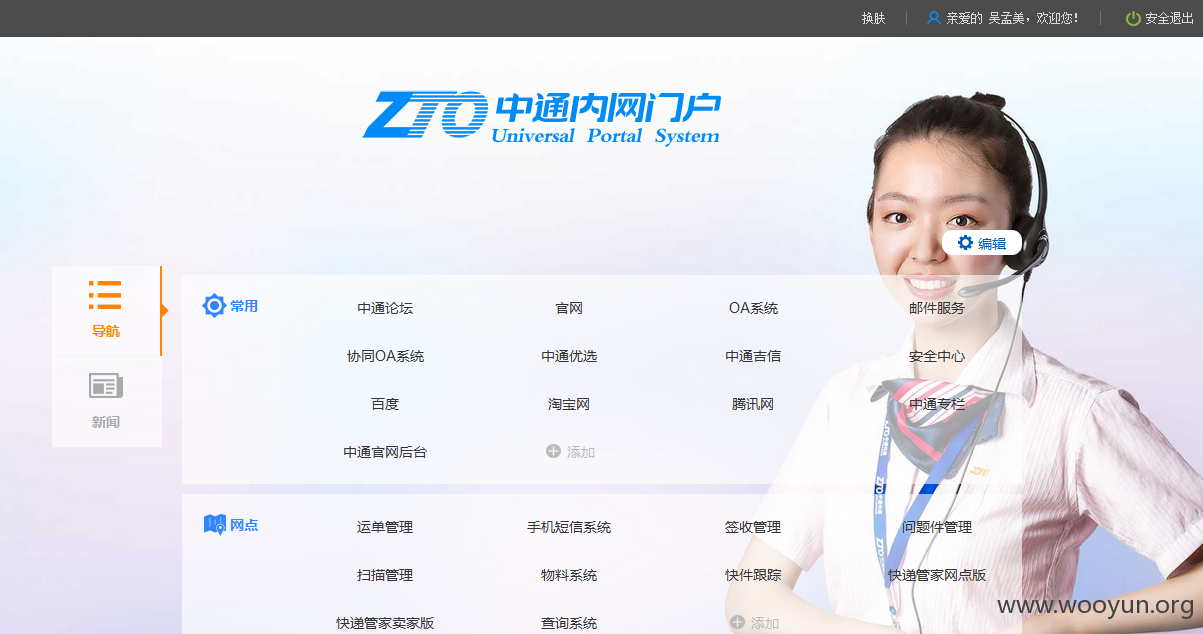 换肤 亲爱的 吴孟美，欢迎您！ 安全退出
ZTO 中通内网门户
Universal Portal System
编辑
导航
新闻
常用 中通论坛 官网 OA系统 邮件服务
协同OA系统 中通优选 中通吉信 安全中心
百度 淘宝网 腾讯网 中通专栏
中通官网后台 添加
网点 运单管理 手机短信系统 签收管理 问题件管理
扫描管理 物料系统 快件跟踪 快递管家网点版
快递管家卖家版 查询系统 添加
www.wooyun.org